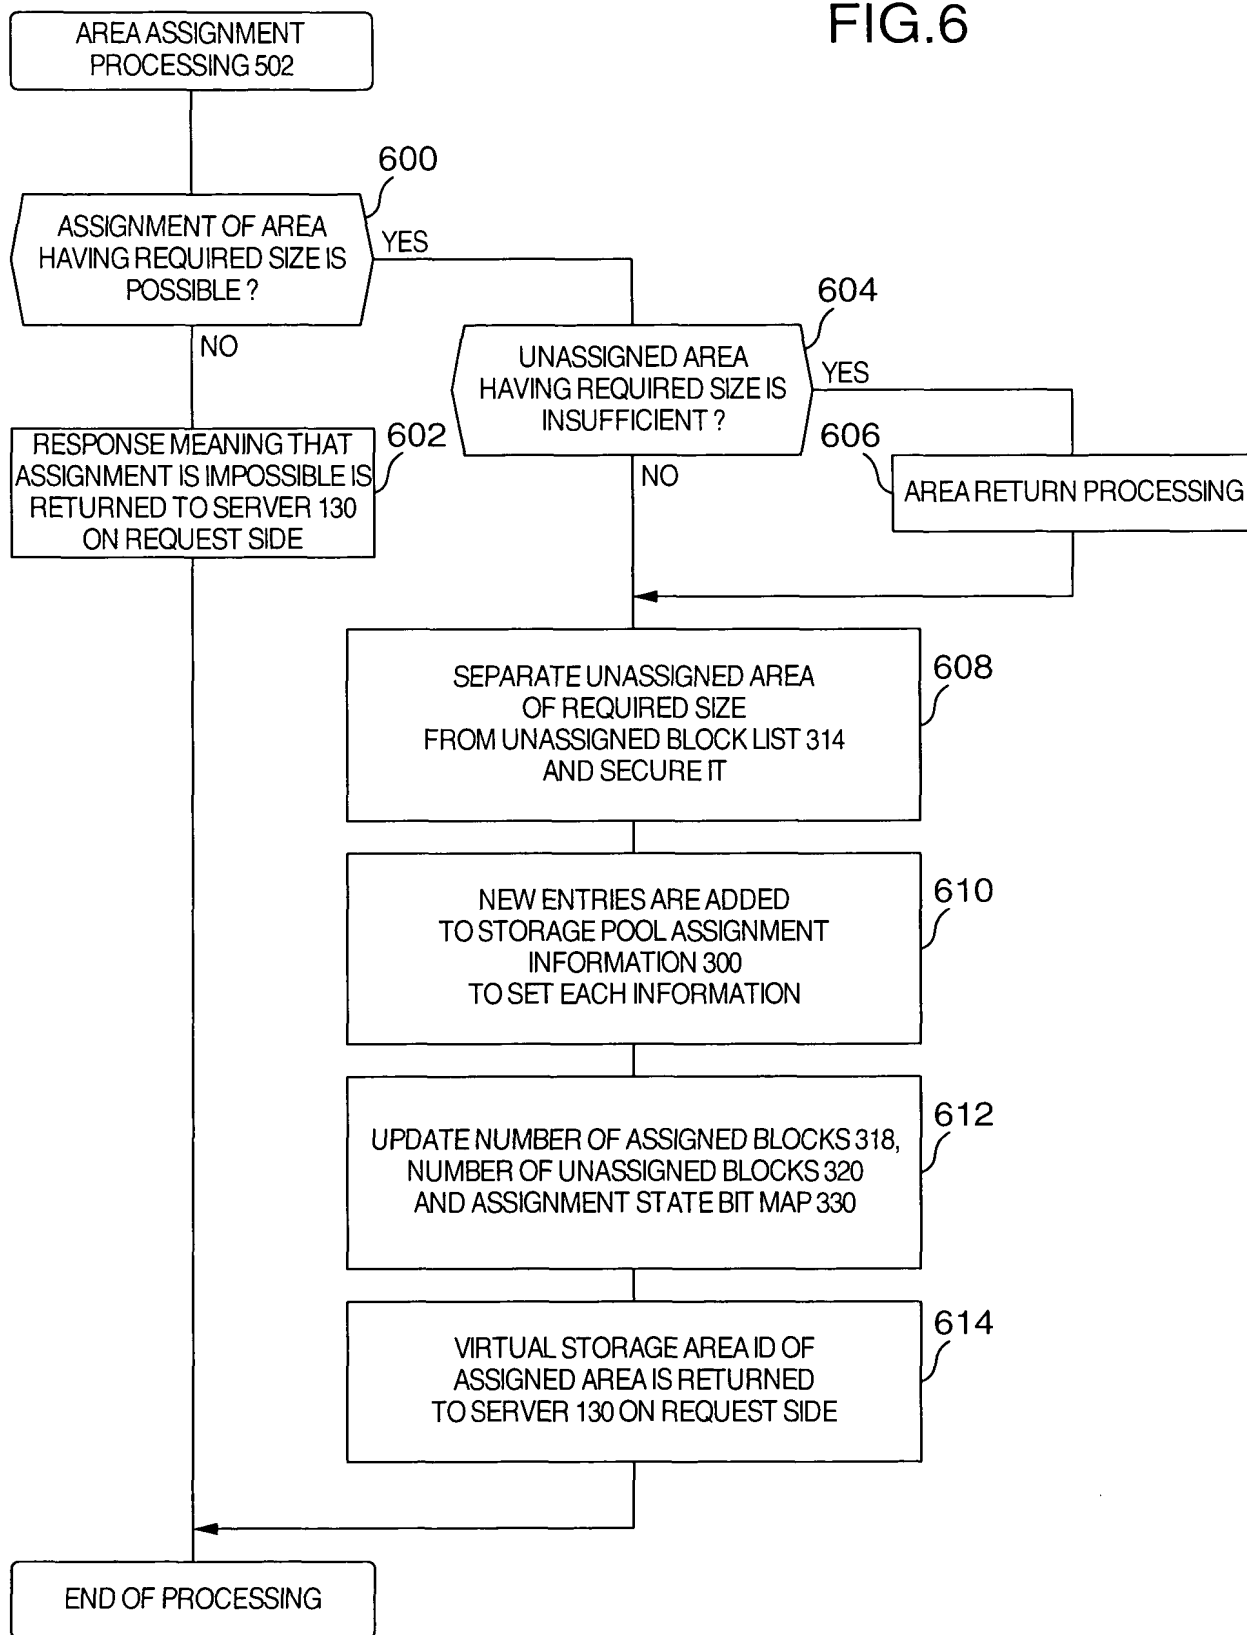 FIG.6
AREA ASSIGNMENT
PROCESSING 502
600
ASSIGNMENT OF AREA
HAVING REQUIRED SIZE IS
POSSIBLE ?
YES
NO
604
UNASSIGNED AREA
HAVING REQUIRED SIZE IS
INSUFFICIENT ?
YES
NO
602
RESPONSE MEANING THAT
ASSIGNMENT IS IMPOSSIBLE IS
RETURNED TO SERVER 130
ON REQUEST SIDE
606
AREA RETURN PROCESSING
608
SEPARATE UNASSIGNED AREA
OF REQUIRED SIZE
FROM UNASSIGNED BLOCK LIST 314
AND SECURE IT
610
NEW ENTRIES ARE ADDED
TO STORAGE POOL ASSIGNMENT
INFORMATION 300
TO SET EACH INFORMATION
612
UPDATE NUMBER OF ASSIGNED BLOCKS 318,
NUMBER OF UNASSIGNED BLOCKS 320
AND ASSIGNMENT STATE BIT MAP 330
614
VIRTUAL STORAGE AREA ID OF
ASSIGNED AREA IS RETURNED
TO SERVER 130 ON REQUEST SIDE
END OF PROCESSING